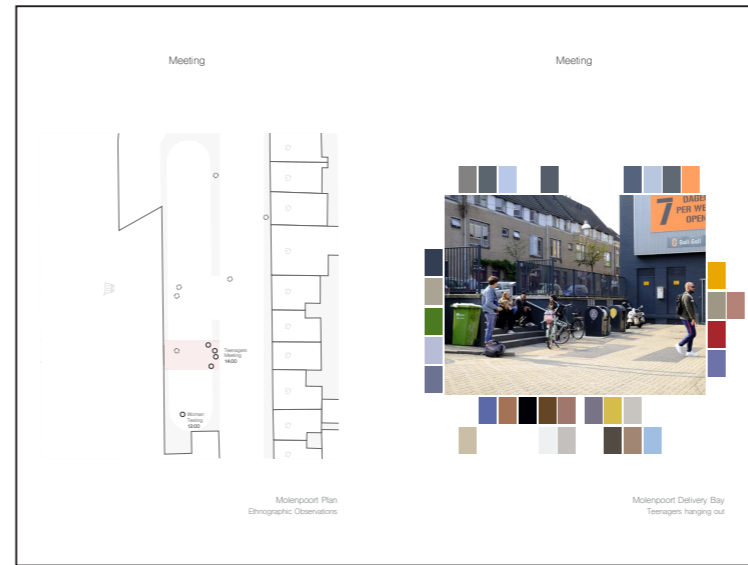 Meeting
Teenagers
Meeting
14:00
Woman
Texting
12:00
Molenpoort Plan
Ethnographic Observations
Meeting
7 DAGEN
PER WE
OPEN
Molenpoort Delivery Bay
Teenagers hanging out